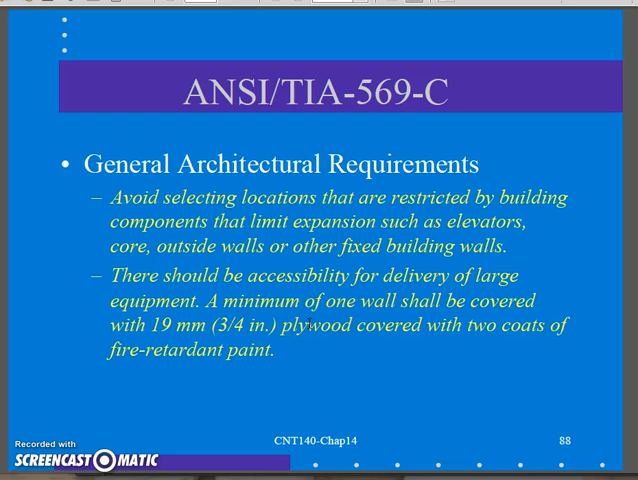 ANSI/TIA-569-C
• General Architectural Requirements
– Avoid selecting locations that are restricted by building
components that limit expansion such as elevators,
core, outside walls or other fixed building walls.
– There should be accessibility for delivery of large
equipment. A minimum of one wall shall be covered
with 19 mm (3/4 in.) plywood covered with two coats of
fire-retardant paint.
CNT140-Chap14
88
Recorded with
SCREENCAST-O-MATIC